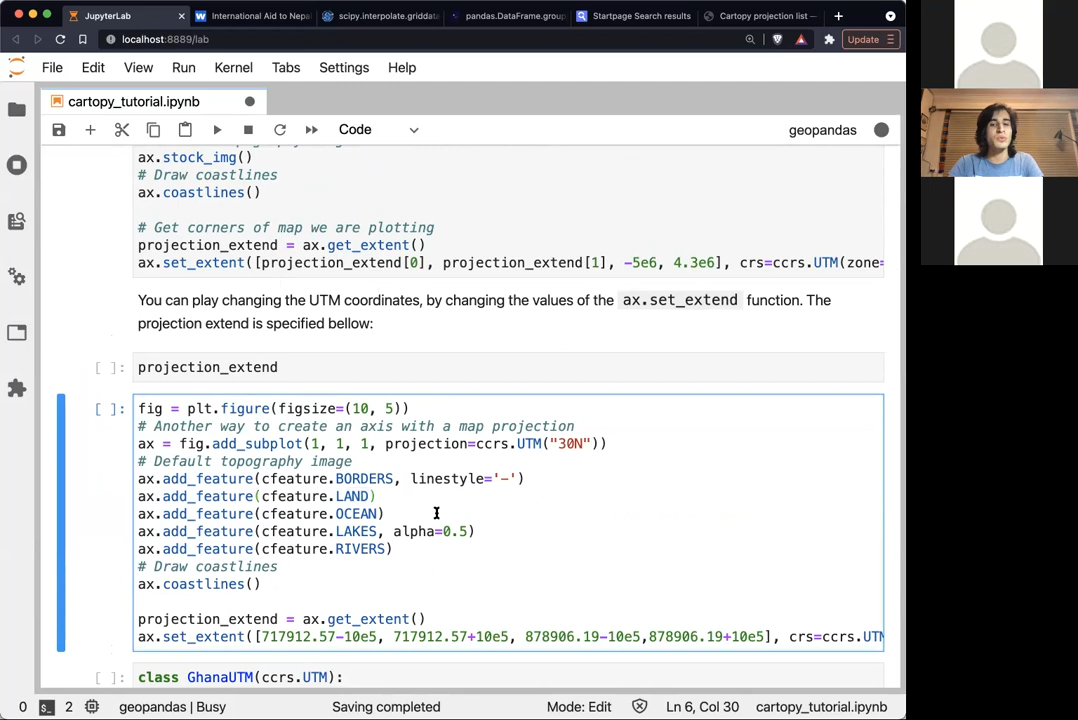 JupyterLab
International Aid to Nepa
scipy.interpolate.gridda
pandas.DataFrame.group
Startpage Search results
Cartopy projection list —
localhost:8889/lab
Update
File Edit View Run Kernel Tabs Settings Help
cartopy_tutorial.ipynb
Code
geopandas
ax.stock_img()
# Draw coastlines
ax.coastlines()
# Get corners of map we are plotting
projection_extend = ax.get_extent()
ax.set_extent([projection_extend[0], projection_extend[1], -5e6, 4.3e6], crs=ccrs.UTM(zone=
You can play changing the UTM coordinates, by changing the values of the ax.set_extend function. The
projection extend is specified bellow:
[ ]: projection_extend
[ ]: fig = plt.figure(figsize=(10, 5))
# Another way to create an axis with a map projection
ax = fig.add_subplot(1, 1, 1, projection=ccrs.UTM("30N"))
# Default topography image
ax.add_feature(cfeature.BORDERS, linestyle='-')
ax.add_feature(cfeature.LAND)
ax.add_feature(cfeature.OCEAN)
ax.add_feature(cfeature.LAKES, alpha=0.5)
ax.add_feature(cfeature.RIVERS)
# Draw coastlines
ax.coastlines()
projection_extend = ax.get_extent()
ax.set_extent([717912.57-10e5, 717912.57+10e5, 878906.19-10e5,878906.19+10e5], crs=ccrs.UTM
[ ]: class GhanaUTM(ccrs.UTM):
0 2 geopandas | Busy Saving completed Mode: Edit Ln 6, Col 30 cartopy_tutorial.ipynb